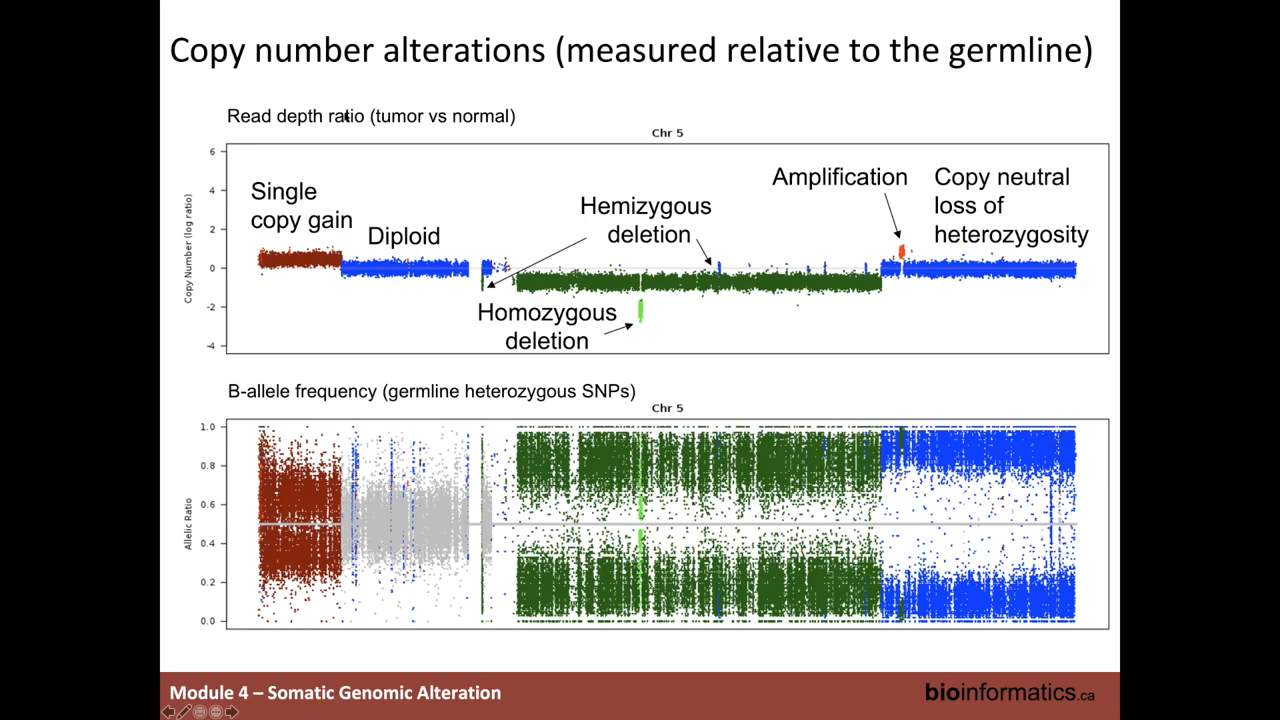 Copy number alterations (measured relative to the germline)
Read depth ratio (tumor vs normal)
Chr 5
6
4
2
0
-2
-4
Copy Number (log ratio)
Single
copy gain
Diploid
Hemizygous
deletion
Homozygous
deletion
Amplification
Copy neutral
loss of
heterozygosity
B-allele frequency (germline heterozygous SNPs)
Chr 5
1.0
0.8
0.6
0.4
0.2
0.0
Allelic Ratio
Module 4 – Somatic Genomic Alteration
bioinformatics.ca